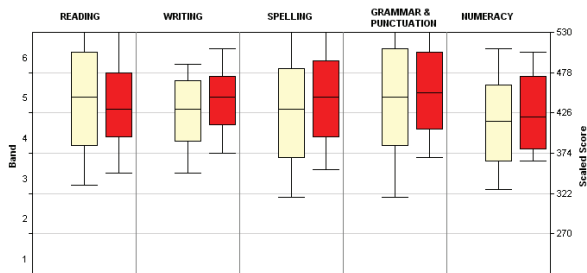 READING
WRITING
SPELLING
GRAMMAR &
PUNCTUATION
NUMERACY
Band
6
5
4
3
2
1
530
478
426
374
322
270
Scaled Score